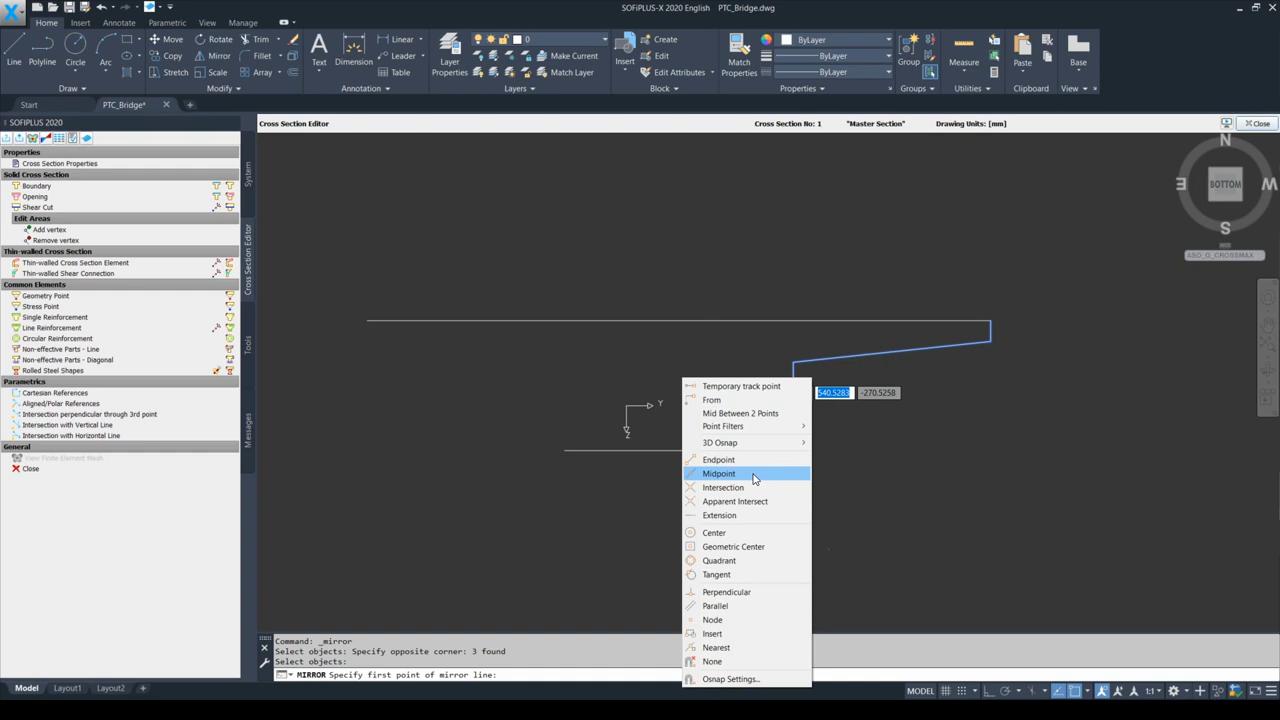 SOFiPLUS-X 2020 English PTC_Bridge.dwg
Home Insert Annotate Parametric View Manage
Line Polyline Circle Arc
Move Rotate Trim
Copy Mirror Fillet
Stretch Scale Array
Text Dimension
Linear
Leader
Table
Layer Properties
0
Make Current
Match Layer
Insert
Create
Edit
Edit Attributes
Match Properties
ByLayer
ByLayer
ByLayer
Group
Measure
Paste
Base
Draw Modify Annotation Layers Block Properties Groups Utilities Clipboard View
Start PTC_Bridge*
SOFiPLUS 2020
Properties
Cross Section Properties
Solid Cross Section
Boundary
Opening
Shear Cut
Edit Areas
Add vertex
Remove vertex
Thin-walled Cross Section
Thin-walled Cross Section Element
Thin-walled Shear Connection
Common Elements
Geometry Point
Stress Point
Single Reinforcement
Line Reinforcement
Circular Reinforcement
Non-effective Parts - Line
Non-effective Parts - Diagonal
Rolled Steel Shapes
Parametrics
Cartesian References
Aligned/Polar References
Intersection perpendicular through 3rd point
Intersection with Vertical Line
Intersection with Horizontal Line
General
View Finite Element Mesh
Close
System
Cross Section Editor
Tools
Messages
Cross Section Editor
Cross Section No: 1 "Master Section" Drawing Units: [mm]
Close
N
E BOTTOM W
S
ASO_G_CROSSMAX
Y
Z
540.5283 -270.5258
Temporary track point
From
Mid Between 2 Points
Point Filters
3D Osnap
Endpoint
Midpoint
Intersection
Apparent Intersect
Extension
Center
Geometric Center
Quadrant
Tangent
Perpendicular
Parallel
Node
Insert
Nearest
None
Osnap Settings...
Command: _mirror
Select objects: Specify opposite corner: 3 found
Select objects:
MIRROR Specify first point of mirror line:
Model Layout1 Layout2
MODEL 1:1